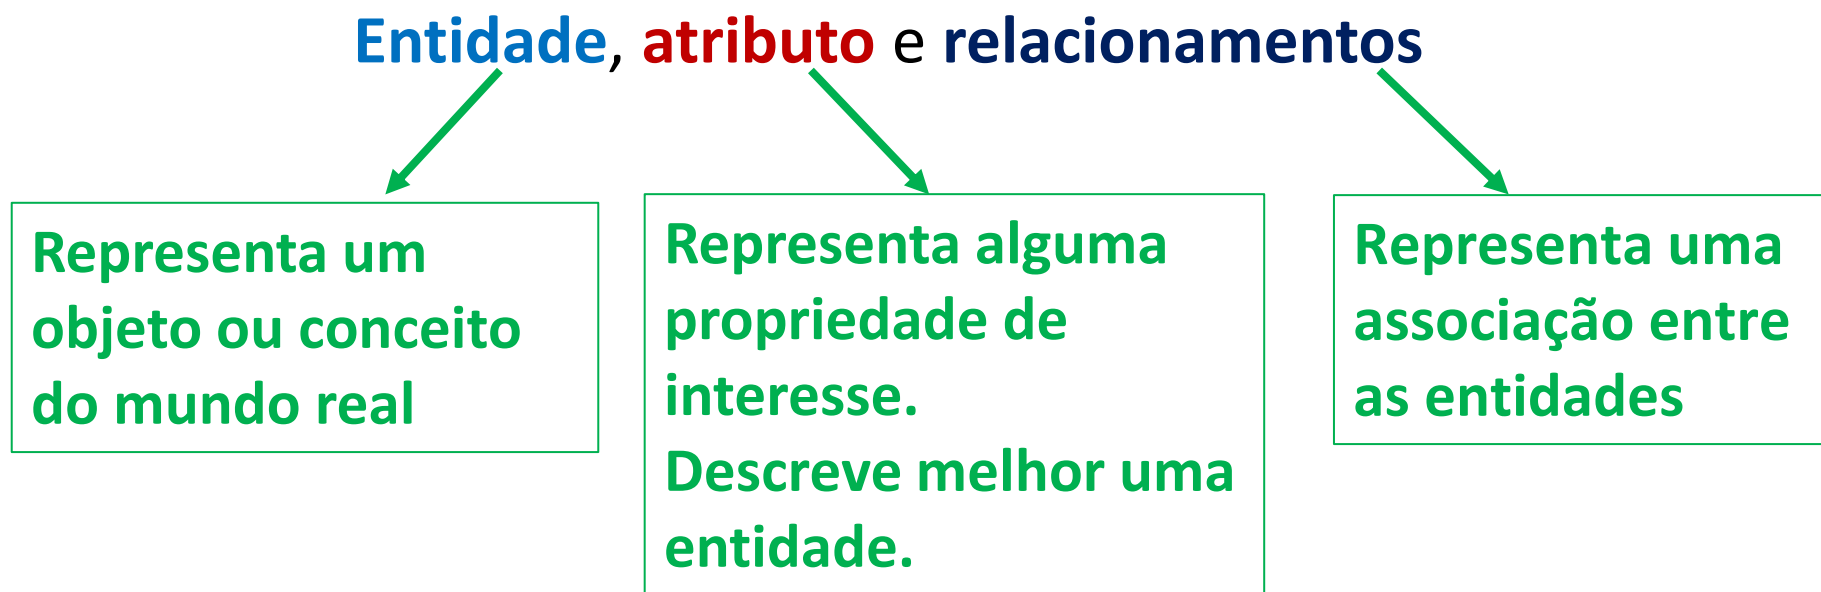 Entidade, atributo e relacionamentos
Representa um
objeto ou conceito
do mundo real
Representa alguma
propriedade de
interesse.
Descreve melhor uma
entidade.
Representa uma
associação entre
as entidades